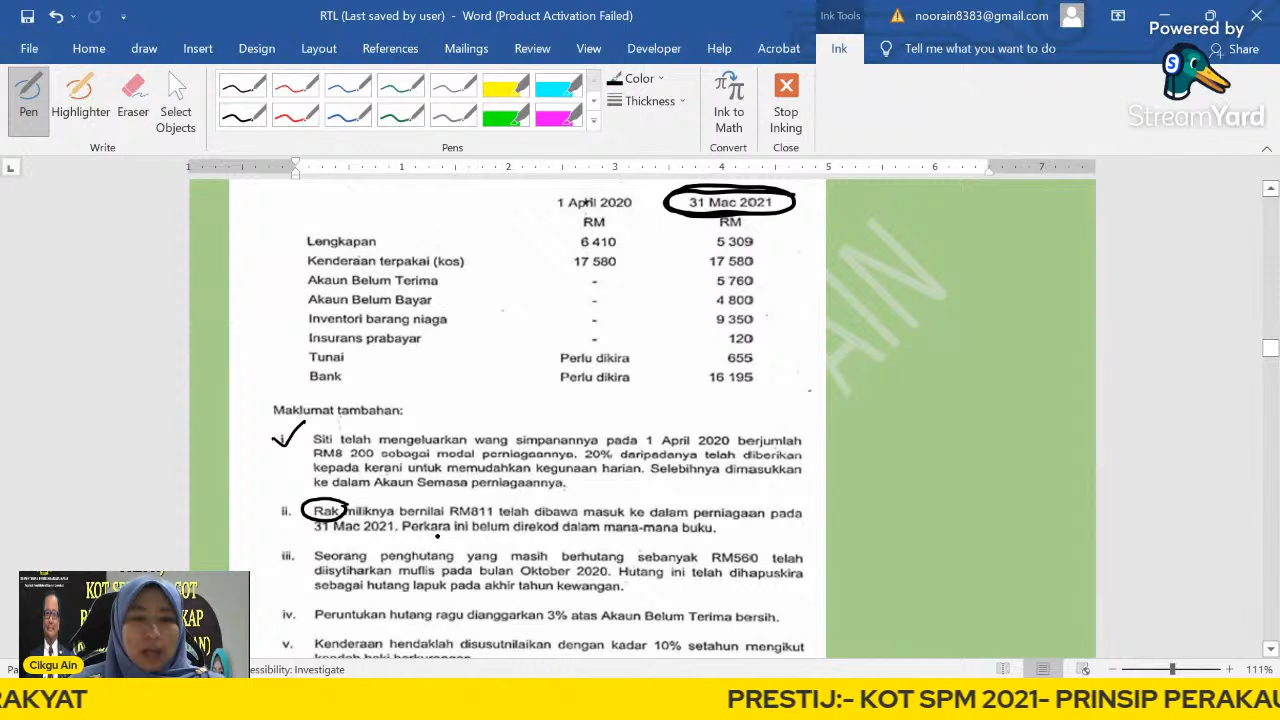 RTL (Last saved by user) - Word (Product Activation Failed)
Ink Tools
noorain8383@gmail.com
Powered by
File Home draw Insert Design Layout References Mailings Review View Developer Help Acrobat Ink Tell me what you want to do Share
StreamYard
Pen Highlighter Eraser Select Objects
Color
Thickness
Ink to Math
Stop Inking
Write Pens Convert Close
1 1 2 3 4 5 6 7
1 April 2020 31 Mac 2021
RM RM
Lengkapan 6 410 5 309
Kenderaan terpakai (kos) 17 580 17 580
Akaun Belum Terima - 5 760
Akaun Belum Bayar - 4 800
Inventori barang niaga - 9 350
Insurans prabayar - 120
Tunai Perlu dikira 655
Bank Perlu dikira 16 195
AIN
Maklumat tambahan:
i. Siti telah mengeluarkan wang simpanannya pada 1 April 2020 berjumlah
RM8 200 sebagai modal perniagaannya. 20% daripadanya telah diberikan
kepada kerani untuk memudahkan kegunaan harian. Selebihnya dimasukkan
ke dalam Akaun Semasa perniagaannya.
ii. Rak miliknya bernilai RM811 telah dibawa masuk ke dalam perniagaan pada
31 Mac 2021. Perkara ini belum direkod dalam mana-mana buku.
iii. Seorang penghutang yang masih berhutang sebanyak RM560 telah
diisytiharkan muflis pada bulan Oktober 2020. Hutang ini telah dihapuskira
sebagai hutang lapuk pada akhir tahun kewangan.
iv. Peruntukan hutang ragu dianggarkan 3% atas Akaun Belum Terima bersih.
v. Kenderaan hendaklah disusutnilaikan dengan kadar 10% setahun mengikut
Cikgu Ain
Accessibility: Investigate
111%
RAKYAT PRESTIJ:- KOT SPM 2021- PRINSIP PERAKAU